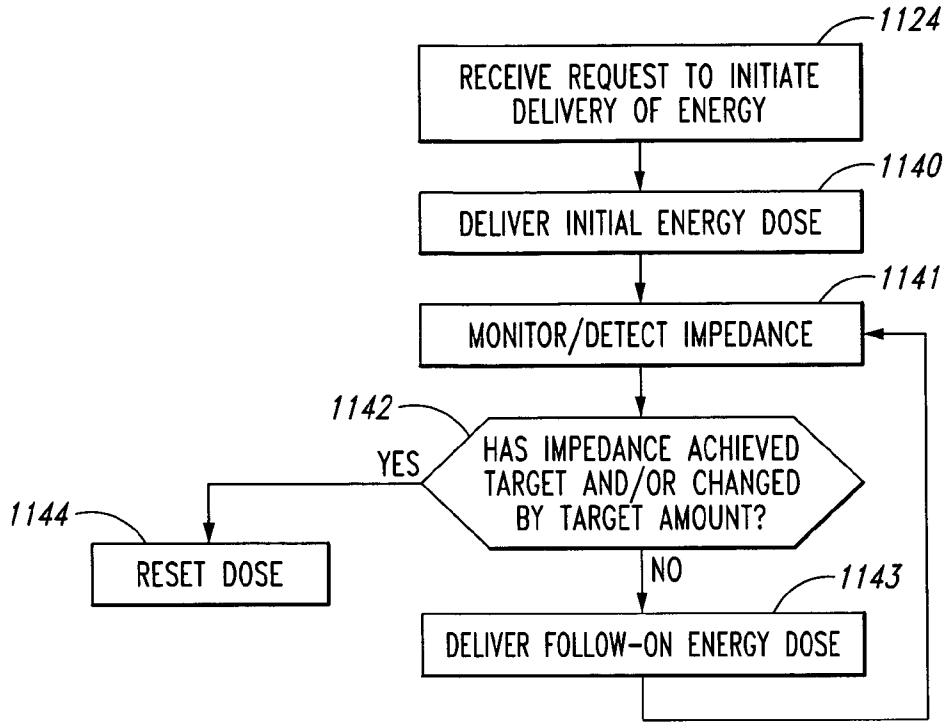 1124
RECEIVE REQUEST TO INITIATE
DELIVERY OF ENERGY
1140
DELIVER INITIAL ENERGY DOSE
1141
MONITOR/DETECT IMPEDANCE
1142
HAS IMPEDANCE ACHIEVED
TARGET AND/OR CHANGED
BY TARGET AMOUNT?
YES
1144
RESET DOSE
NO
1143
DELIVER FOLLOW-ON ENERGY DOSE